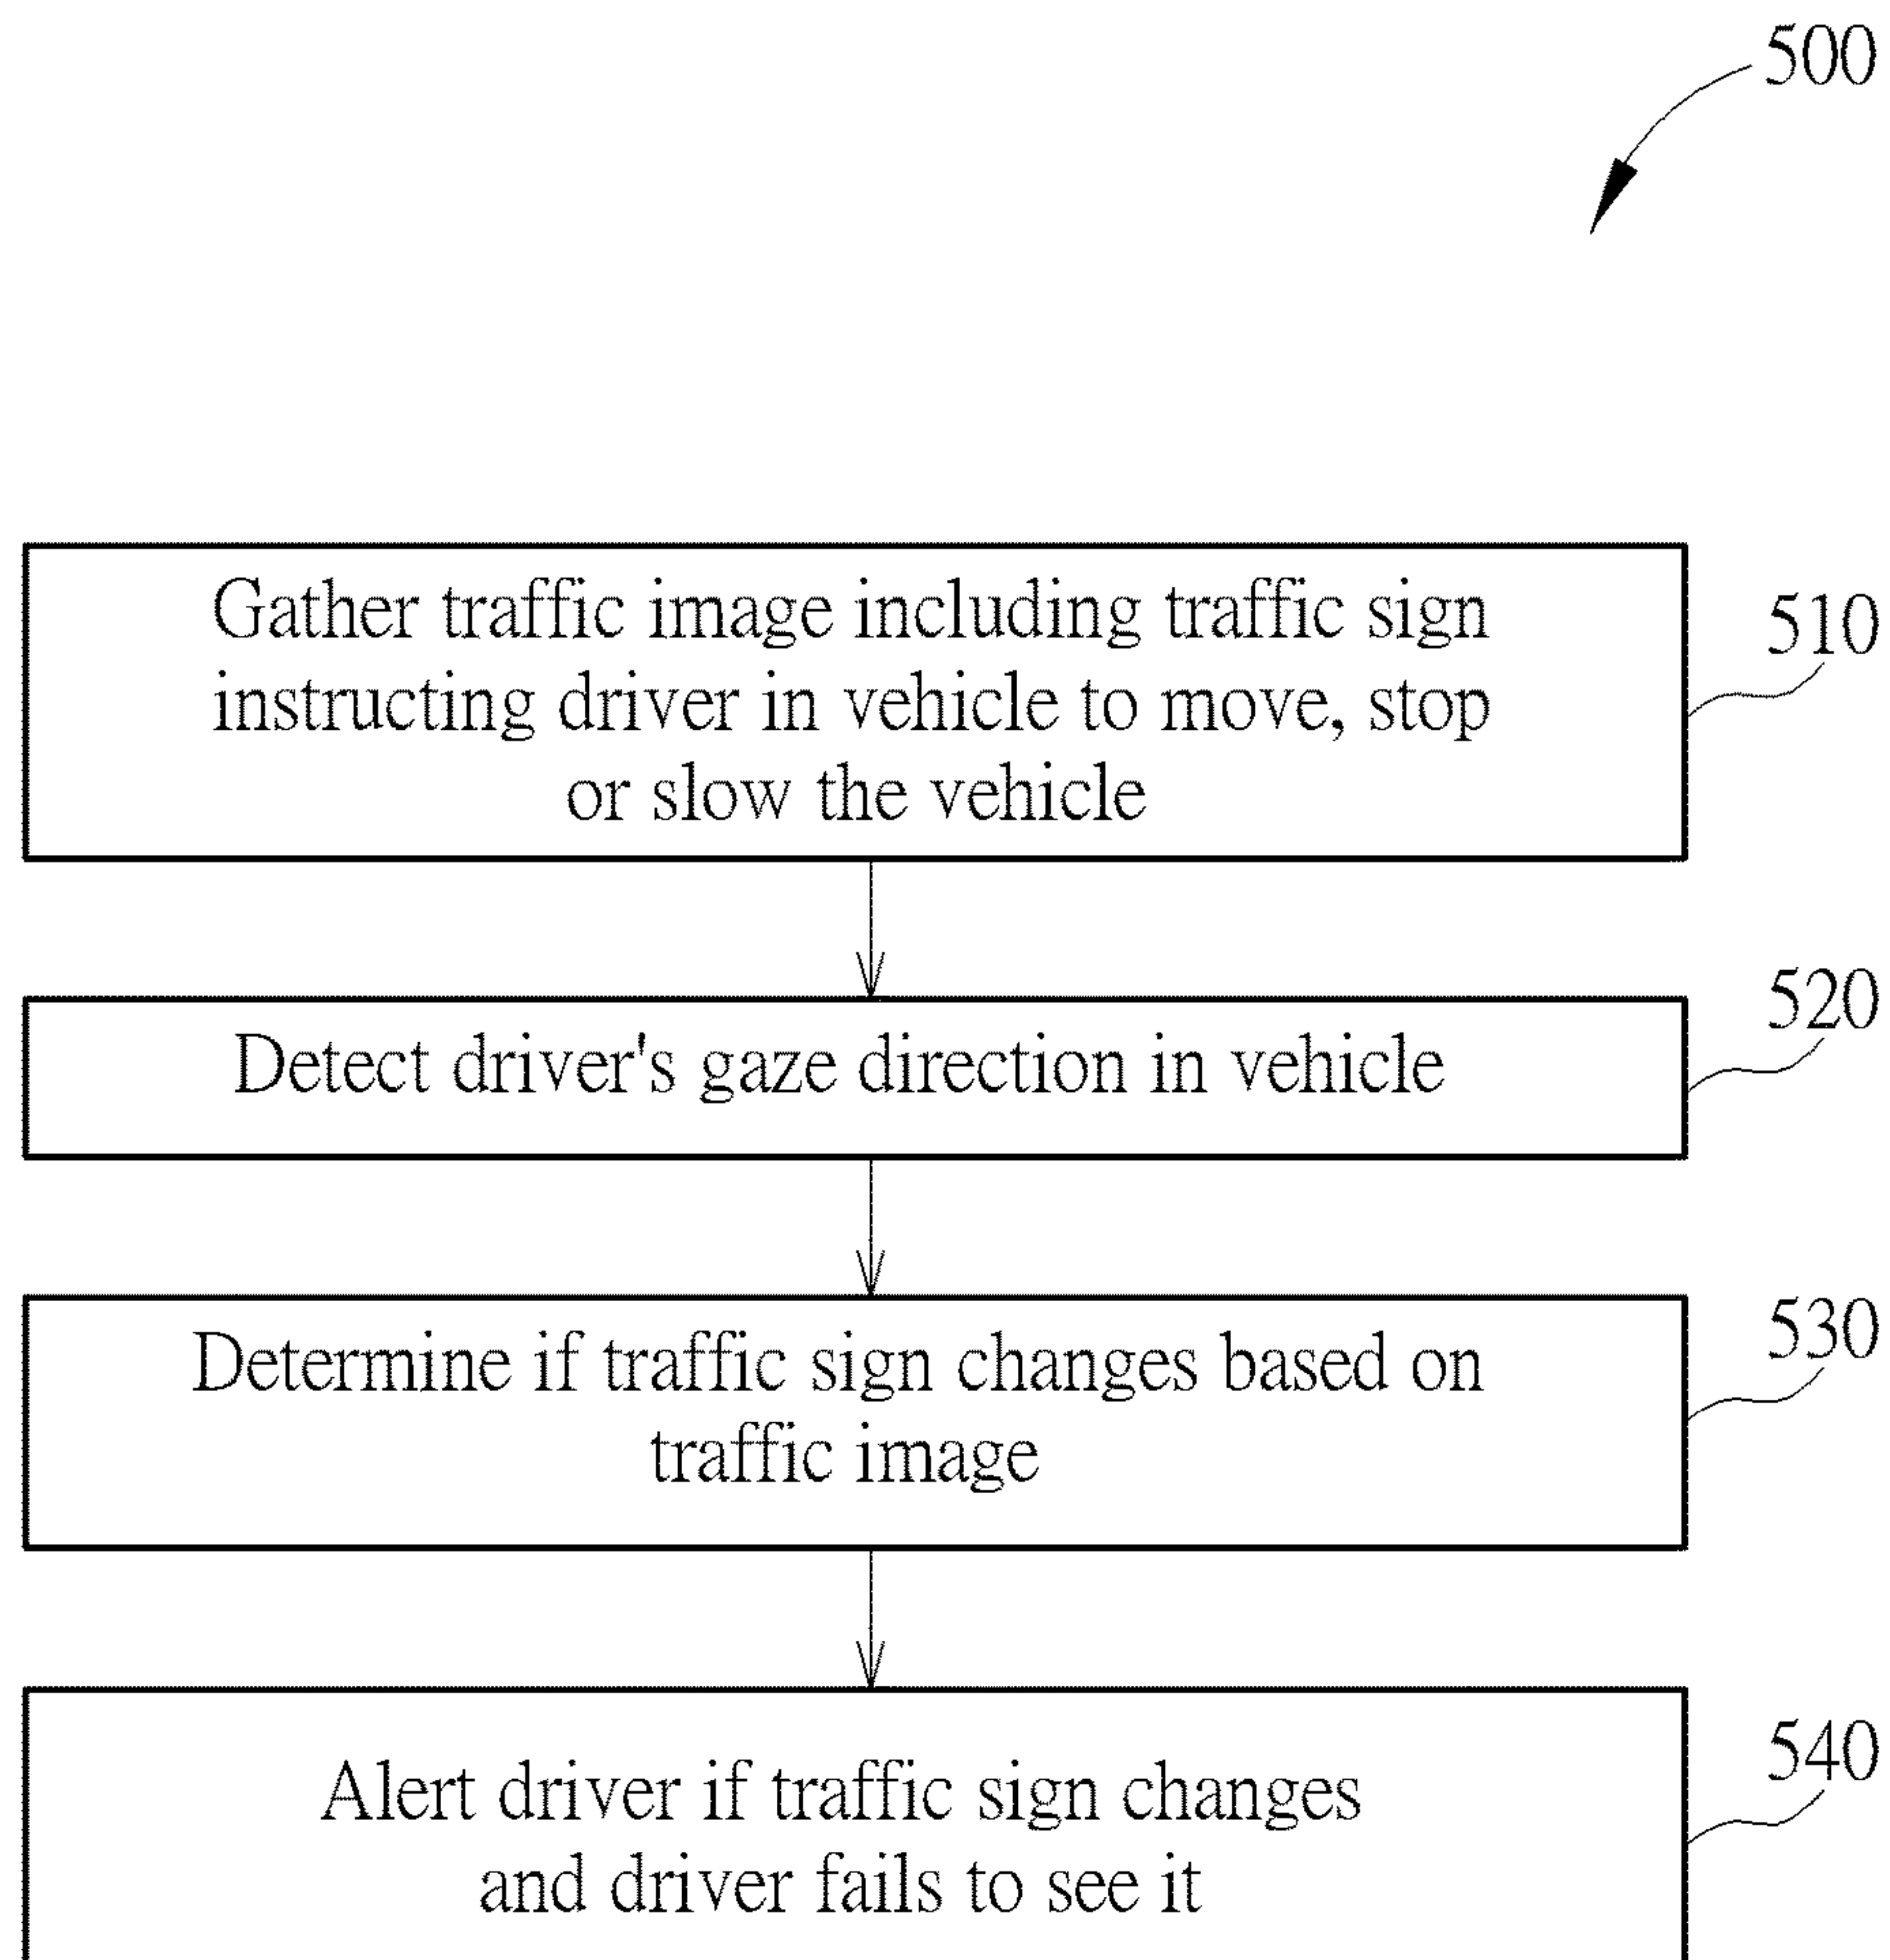 500
Gather traffic image including traffic sign
instructing driver in vehicle to move, stop
or slow the vehicle
510
Detect driver's gaze direction in vehicle
520
Determine if traffic sign changes based on
traffic image
530
Alert driver if traffic sign changes
and driver fails to see it
540